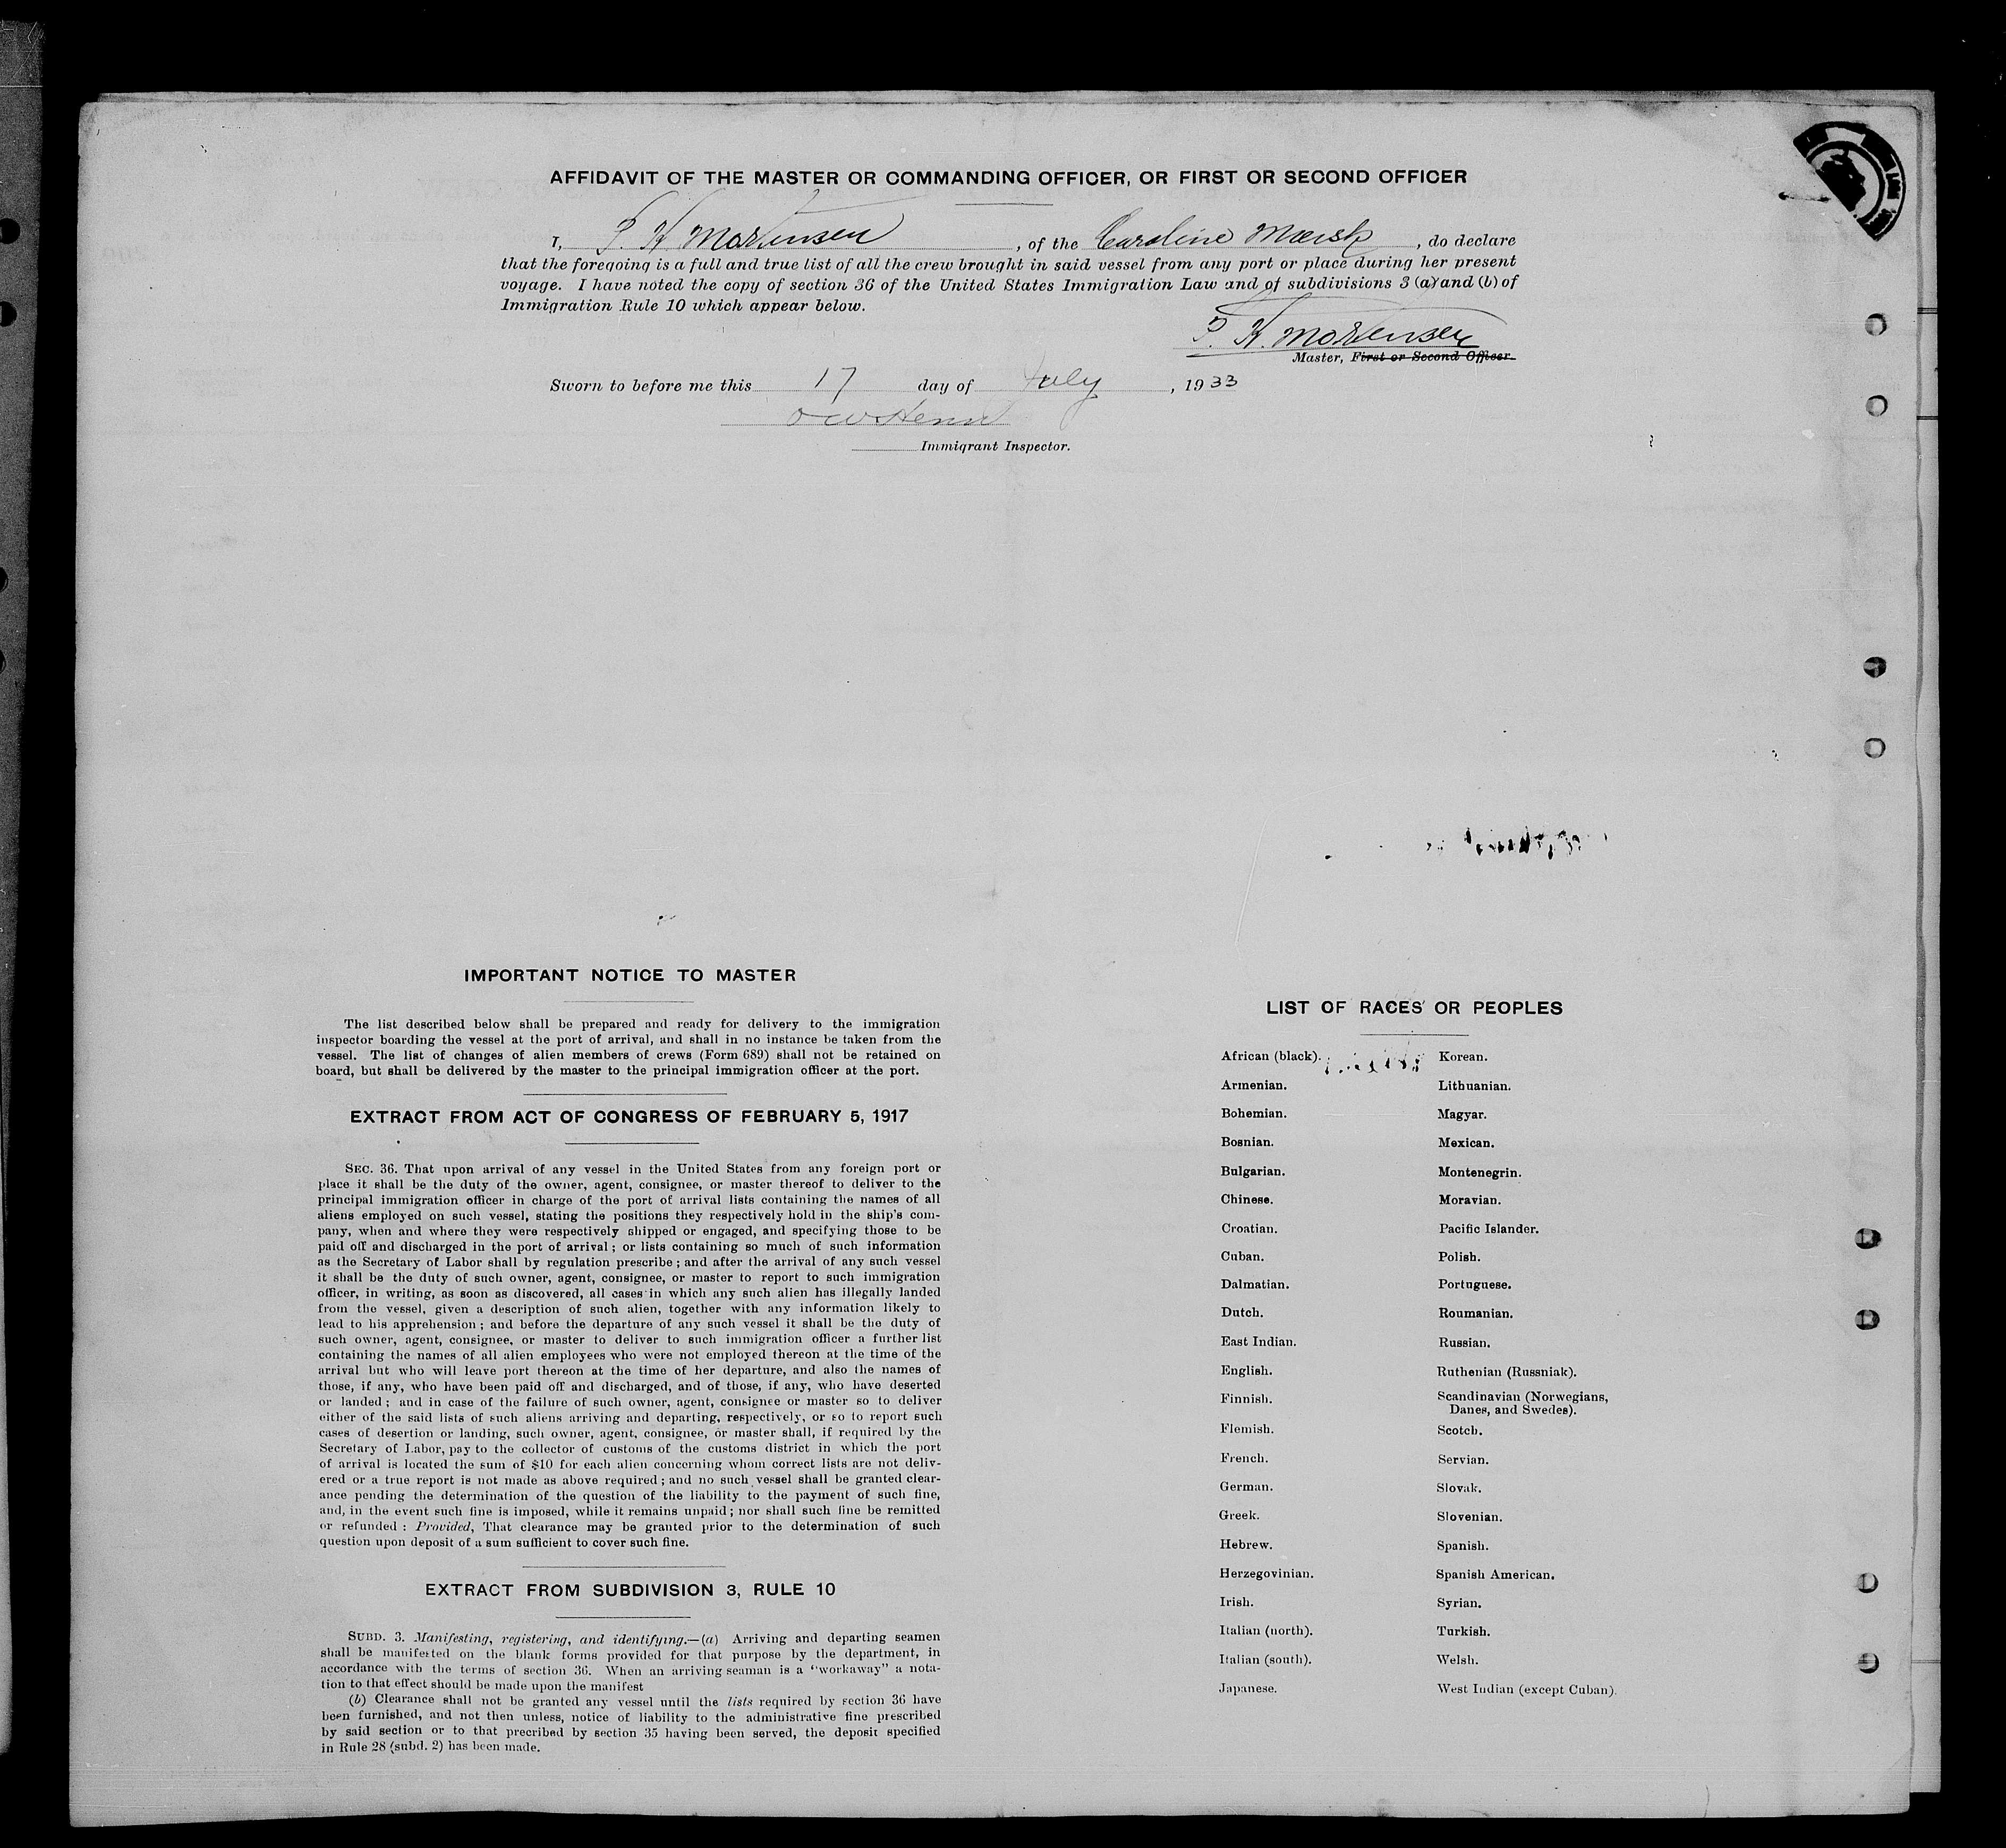 AFFIDAVIT OF THE MASTER OR COMMANDING OFFICER, OR FIRST OR SECOND OFFICER
I, P. H. Mortensen, of the Caroline Mærsk, do declare
that the foregoing is a full and true list of all the crew brought in said vessel from any port or place during her present
voyage. I have noted the copy of section 36 of the United States Immigration Law and of subdivisions 3 (a) and (b) of
Immigration Rule 10 which appear below.
P. H. Mortensen
Master, First or Second Officer.
Sworn to before me this 17 day of July, 1933
Immigrant Inspector.
IMPORTANT NOTICE TO MASTER
The list described below shall be prepared and ready for delivery to the immigration
inspector boarding the vessel at the port of arrival, and shall in no instance be taken from the
vessel. The list of changes of alien members of crews (Form 689) shall not be retained on
board, but shall be delivered by the master to the principal immigration officer at the port.
EXTRACT FROM ACT OF CONGRESS OF FEBRUARY 5, 1917
SEC. 36. That upon arrival of any vessel in the United States from any foreign port or
place it shall be the duty of the owner, agent, consignee, or master thereof to deliver to the
principal immigration officer in charge of the port of arrival lists containing the names of all
aliens employed on such vessel, stating the positions they respectively hold in the ship's com-
pany, when and where they were respectively shipped or engaged, and specifying those to be
paid off and discharged in the port of arrival; or lists containing so much of such information
as the Secretary of Labor shall by regulation prescribe; and after the arrival of any such vessel
it shall be the duty of such owner, agent, consignee, or master to report to such immigration
officer, in writing, as soon as discovered, all cases in which any such alien has illegally landed
from the vessel, given a description of such alien, together with any information likely to
lead to his apprehension; and before the departure of any such vessel it shall be the duty of
such owner, agent, consignee, or master to deliver to such immigration officer a further list
containing the names of all alien employees who were not employed thereon at the time of the
arrival but who will leave port thereon at the time of her departure, and also the names of
those, if any, who have been paid off and discharged, and of those, if any, who have deserted
or landed; and in case of the failure of such owner, agent, consignee or master so to deliver
either of the said lists of such aliens arriving and departing, respectively, or so to report such
cases of desertion or landing, such owner, agent, consignee, or master shall, if required by the
Secretary of Labor, pay to the collector of customs of the customs district in which the port
of arrival is located the sum of $10 for each alien concerning whom correct lists are not deliv-
ered or a true report is not made as above required; and no such vessel shall be granted clear-
ance pending the determination of the question of the liability to the payment of such fine,
and, in the event such fine is imposed, while it remains unpaid; nor shall such fine be remitted
or refunded: Provided, That clearance may be granted prior to the determination of such
question upon deposit of a sum sufficient to cover such fine.
EXTRACT FROM SUBDIVISION 3, RULE 10
SUBD. 3. Manifesting, registering, and identifying.—(a) Arriving and departing seamen
shall be manifested on the blank forms provided for that purpose by the department, in
accordance with the terms of section 36. When an arriving seaman is a "workaway" a nota-
tion to that effect should be made upon the manifest
(b) Clearance shall not be granted any vessel until the lists required by section 36 have
been furnished, and not then unless, notice of liability to the administrative fine prescribed
by said section or to that precribed by section 35 having been served, the deposit specified
in Rule 28 (subd. 2) has been made.
LIST OF RACES OR PEOPLES
African (black).
Armenian.
Bohemian.
Bosnian.
Bulgarian.
Chinese.
Croatian.
Cuban.
Dalmatian.
Dutch.
East Indian.
English.
Finnish.
Flemish.
French.
German.
Greek.
Hebrew.
Herzegovinian.
Irish.
Italian (north).
Italian (south).
Japanese.
Korean.
Lithuanian.
Magyar.
Mexican.
Montenegrin.
Moravian.
Pacific Islander.
Polish.
Portuguese.
Roumanian.
Russian.
Ruthenian (Russniak).
Scandinavian (Norwegians,
Danes, and Swedes).
Scotch.
Servian.
Slovak.
Slovenian.
Spanish.
Spanish American.
Syrian.
Turkish.
Welsh.
West Indian (except Cuban).